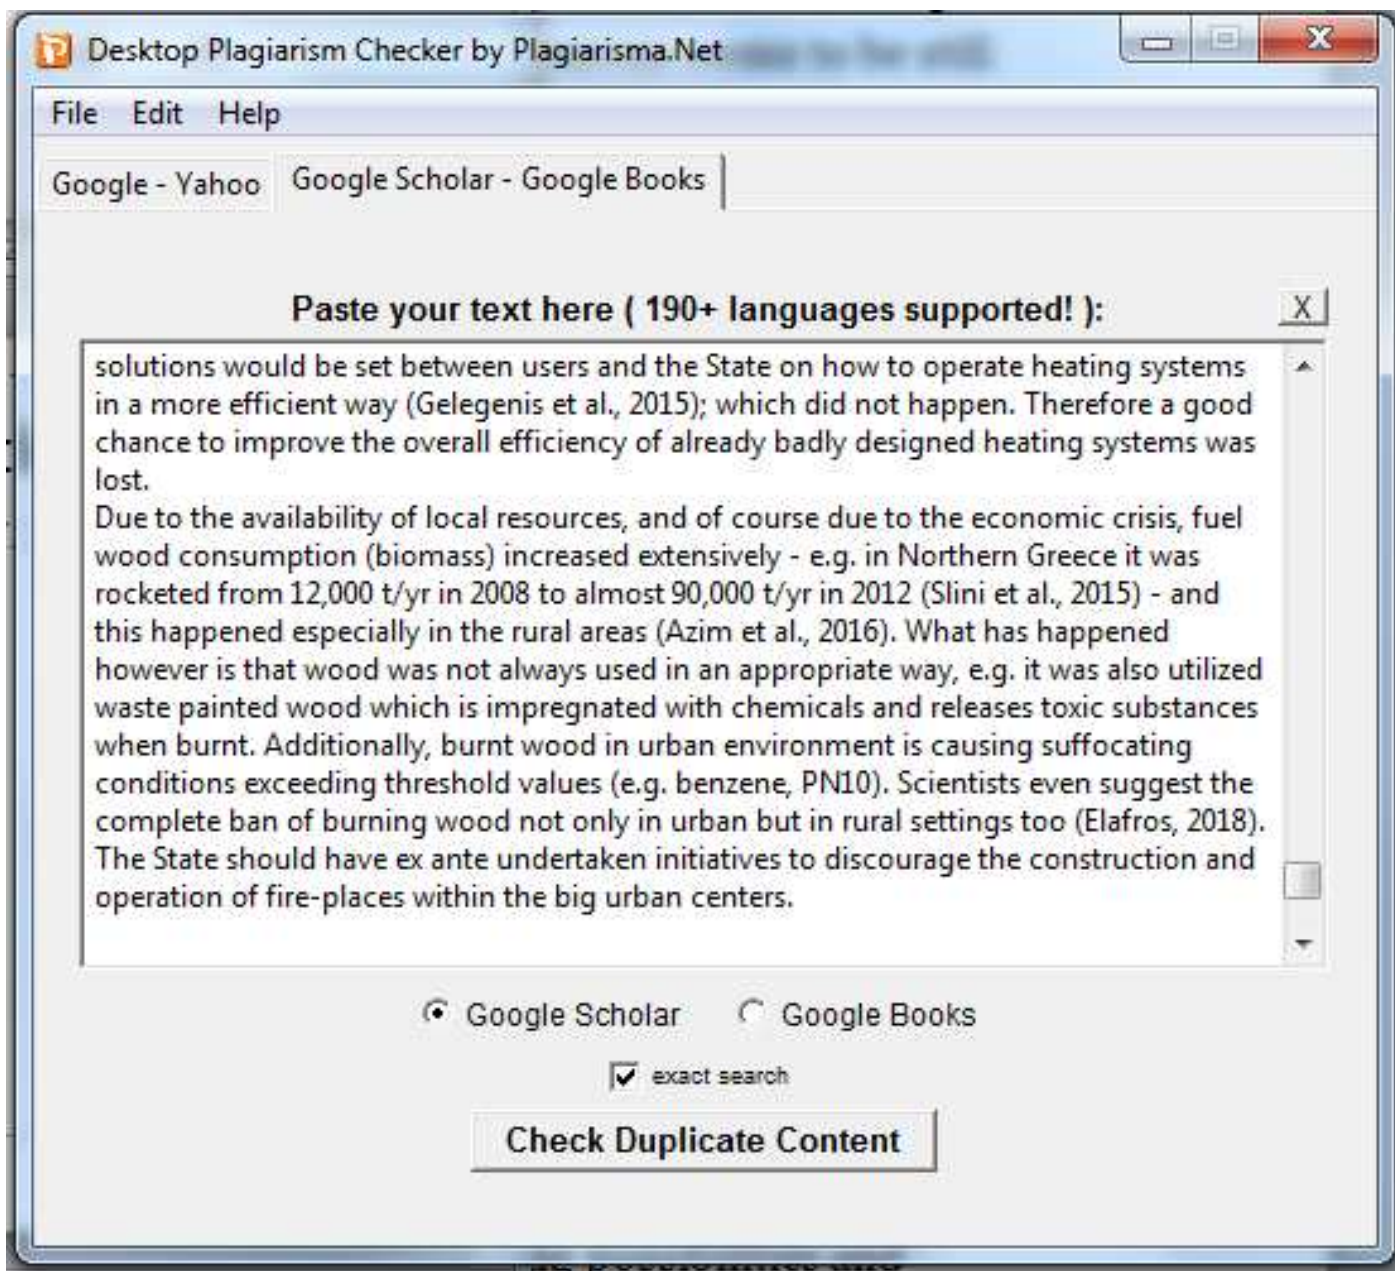 Desktop Plagiarism Checker by Plagiarisma.Net
File Edit Help
Google - Yahoo Google Scholar - Google Books
Paste your text here ( 190+ languages supported! ): X
solutions would be set between users and the State on how to operate heating systems
in a more efficient way (Gelegenis et al., 2015); which did not happen. Therefore a good
chance to improve the overall efficiency of already badly designed heating systems was
lost.
Due to the availability of local resources, and of course due to the economic crisis, fuel
wood consumption (biomass) increased extensively - e.g. in Northern Greece it was
rocketed from 12,000 t/yr in 2008 to almost 90,000 t/yr in 2012 (Slini et al., 2015) - and
this happened especially in the rural areas (Azim et al., 2016). What has happened
however is that wood was not always used in an appropriate way, e.g. it was also utilized
waste painted wood which is impregnated with chemicals and releases toxic substances
when burnt. Additionally, burnt wood in urban environment is causing suffocating
conditions exceeding threshold values (e.g. benzene, PN10). Scientists even suggest the
complete ban of burning wood not only in urban but in rural settings too (Elafros, 2018).
The State should have ex ante undertaken initiatives to discourage the construction and
operation of fire-places within the big urban centers.
Google Scholar Google Books
exact search
Check Duplicate Content